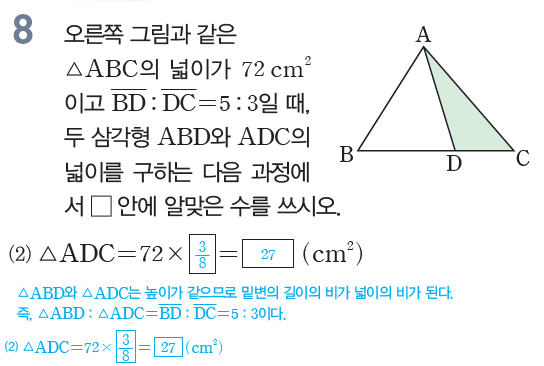 8 오른쪽 그림과 같은
△ABC의 넓이가 72 cm²
이고 \overline{BD} : \overline{DC}=5 : 3일 때,
두 삼각형 ABD와 ADC의
넓이를 구하는 다음 과정에
서 □ 안에 알맞은 수를 쓰시오.
A
B
D
C
(2) △ADC=72×3/8=27 (cm²)
△ABD와 △ADC는 높이가 같으므로 밑변의 길이의 비가 넓이의 비가 된다.
즉, △ABD : △ADC=\overline{BD} : \overline{DC}=5 : 3이다.
(2) △ADC=72×3/8=27(cm²)